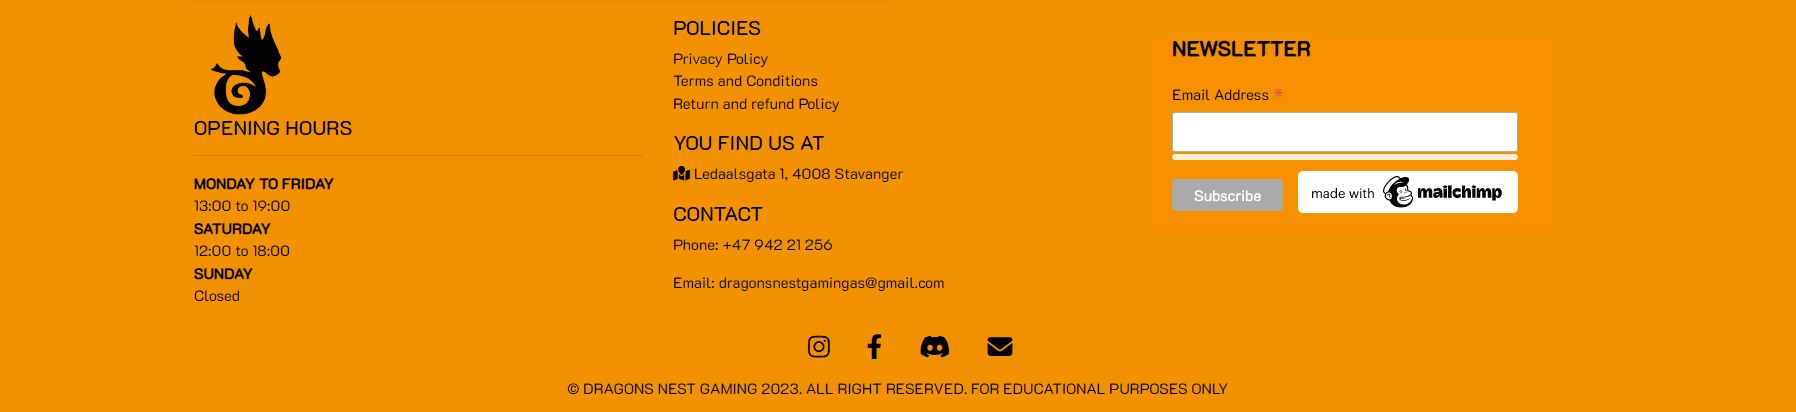 OPENING HOURS
MONDAY TO FRIDAY
13:00 to 19:00
SATURDAY
12:00 to 18:00
SUNDAY
Closed
POLICIES
Privacy Policy
Terms and Conditions
Return and refund Policy
YOU FIND US AT
Ledaalsgata 1, 4008 Stavanger
CONTACT
Phone: +47 942 21 256
Email: dragonsnestgamingas@gmail.com
NEWSLETTER
Email Address *
Subscribe
made with mailchimp
© DRAGONS NEST GAMING 2023. ALL RIGHT RESERVED. FOR EDUCATIONAL PURPOSES ONLY